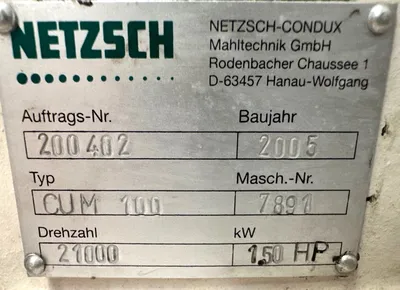 NETZSCH
NETZSCH-CONDUX
Mahltechnik GmbH
Rodenbacher Chaussee 1
D-63457 Hanau-Wolfgang
Auftrags-Nr. Baujahr
200402 2005
Typ Masch.-Nr.
CUM 100 7891
Drehzahl kW
21000 1,50 HP